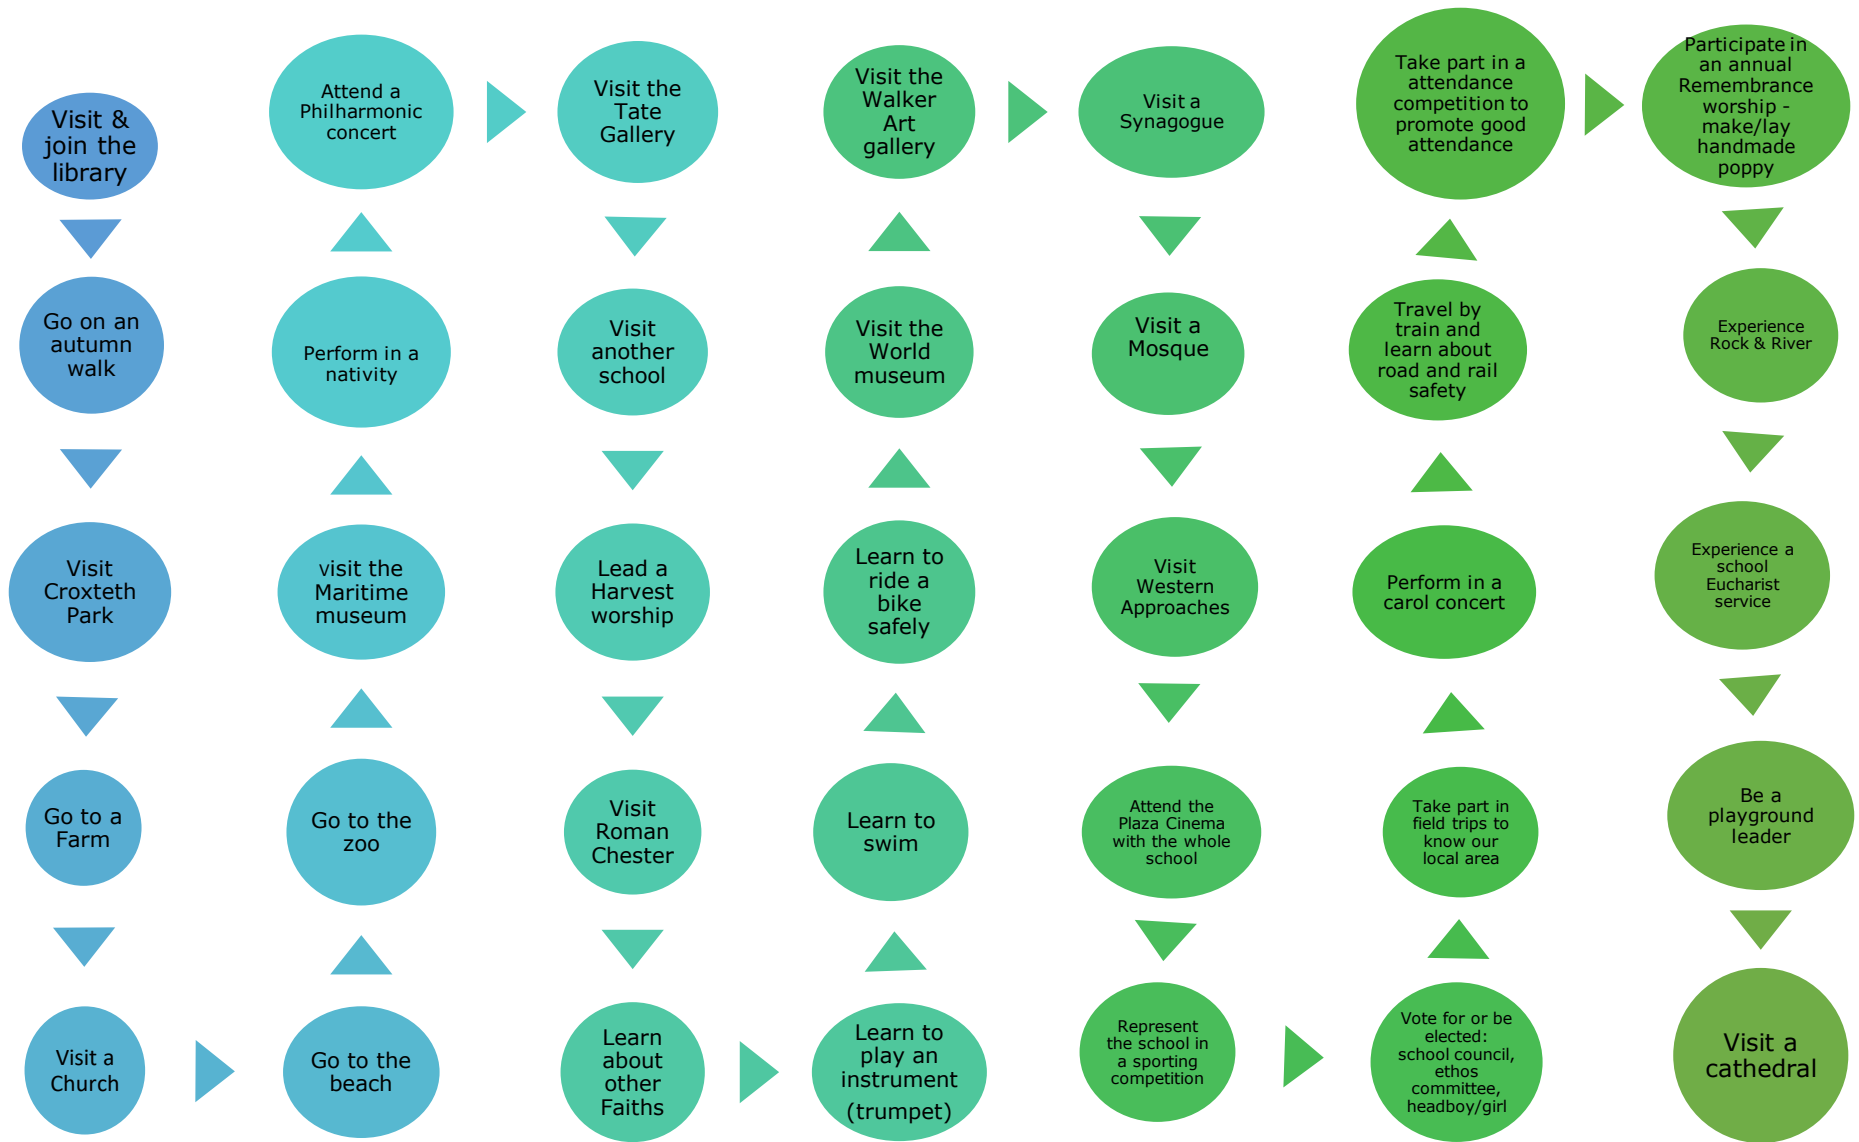 Visit &
join the
library
Go on an
autumn
walk
Visit
Croxteth
Park
Go to a
Farm
Visit a
Church
Go to the
beach
Go to the
zoo
visit the
Maritime
museum
Perform in a
nativity
Attend a
Philharmonic
concert
Visit the
Tate
Gallery
Visit
another
school
Lead a
Harvest
worship
Visit
Roman
Chester
Learn
about
other
Faiths
Learn to
play an
instrument
(trumpet)
Learn to
swim
Learn to
ride a
bike
safely
Visit the
World
museum
Visit the
Walker
Art
gallery
Visit a
Synagogue
Visit a
Mosque
Visit
Western
Approaches
Attend the
Plaza Cinema
with the whole
school
Represent
the school in
a sporting
competition
Vote for or be
elected:
school council,
ethos
committee,
headboy/girl
Take part in
field trips to
know our
local area
Perform in a
carol concert
Travel by
train and
learn about
road and rail
safety
Take part in a
attendance
competition to
promote good
attendance
Participate in
an annual
Remembrance
worship -
make/lay
handmade
poppy
Experience
Rock & River
Experience a
school
Eucharist
service
Be a
playground
leader
Visit a
cathedral